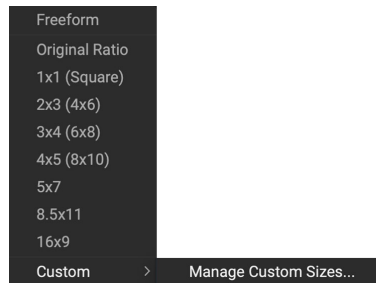 Freeform
Original Ratio
1x1 (Square)
2x3 (4x6)
3x4 (6x8)
4x5 (8x10)
5x7
8.5x11
16x9
Custom
Manage Custom Sizes...